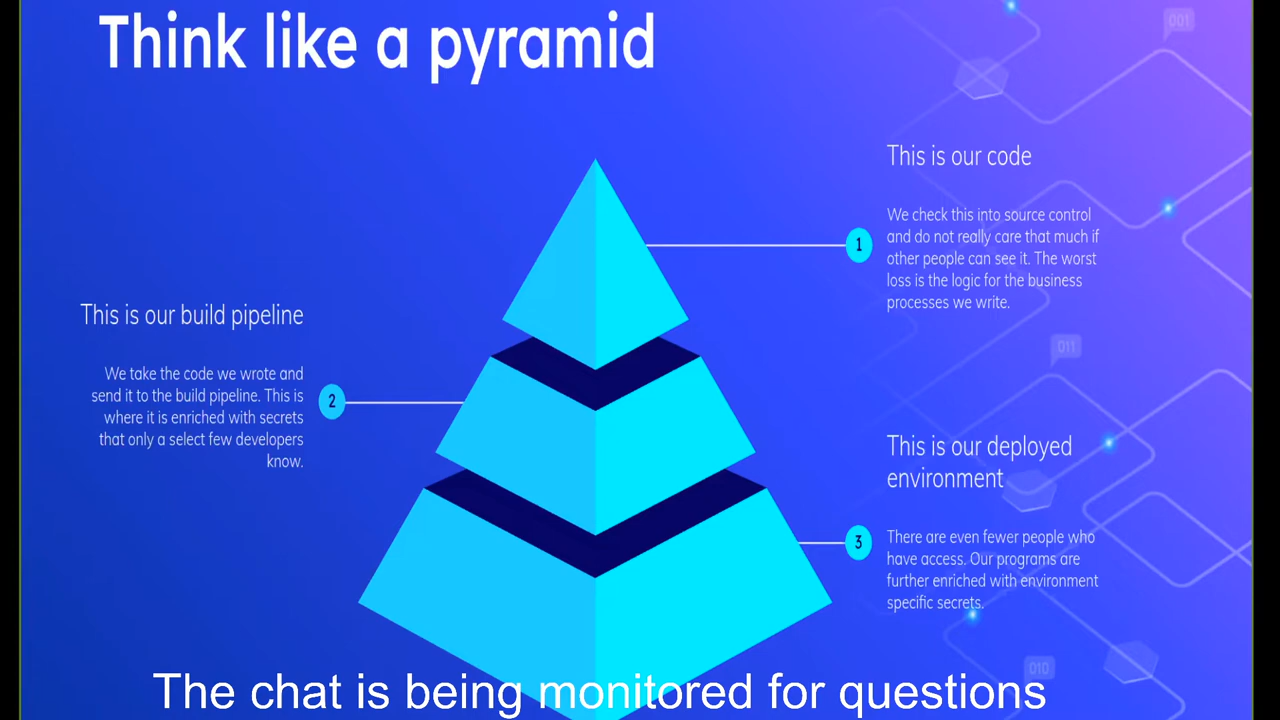 Think like a pyramid
001
This is our code
We check this into source control
and do not really care that much if
other people can see it. The worst
loss is the logic for the business
processes we write.
1
This is our build pipeline
We take the code we wrote and
send it to the build pipeline. This is
where it is enriched with secrets
that only a select few developers
know.
2
011
This is our deployed
environment
There are even fewer people who
have access. Our programs are
further enriched with environment
specific secrets.
3
010
The chat is being monitored for questions